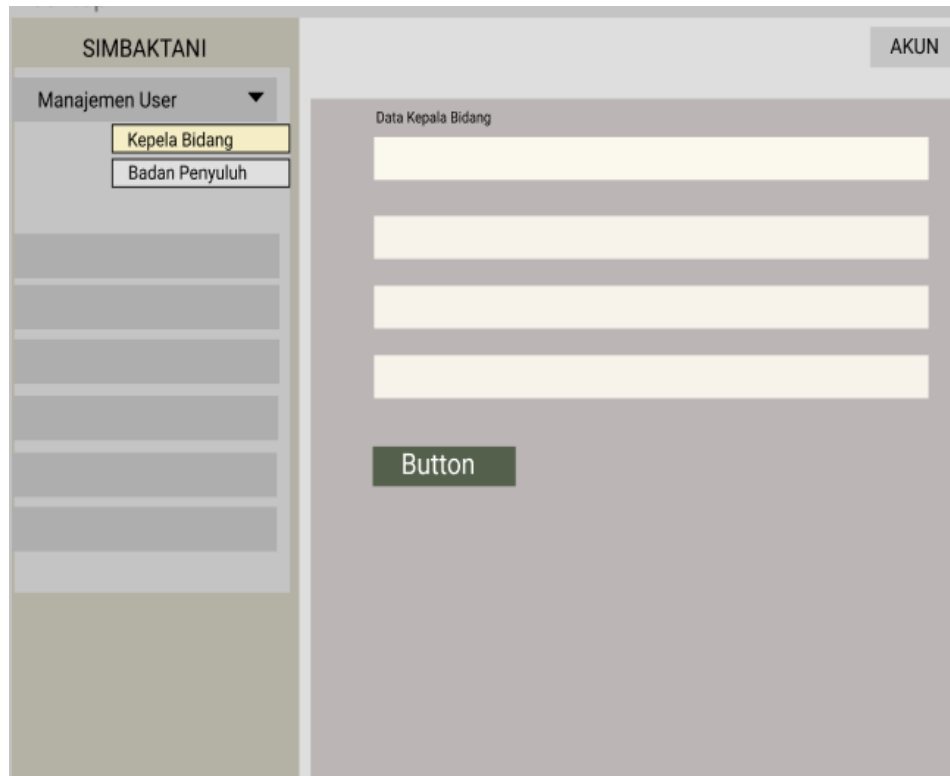 SIMBAKTANI
AKUN
Manajemen User
Kepela Bidang
Badan Penyuluh
Data Kepala Bidang
Button